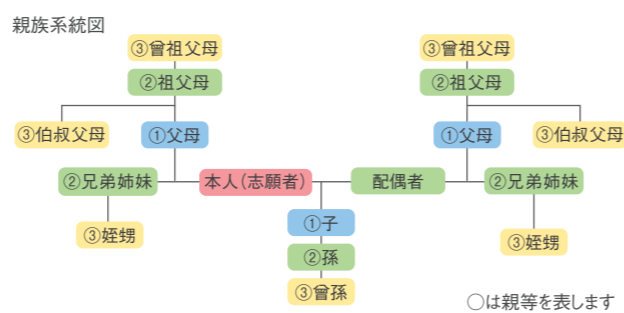 親族系統図
③曾祖父母
③曾祖父母
②祖父母
②祖父母
③伯叔父母
①父母
①父母
③伯叔父母
②兄弟姉妹
本人(志願者)
配偶者
②兄弟姉妹
③姪甥
①子
③姪甥
②孫
③曾孫
○は親等を表します